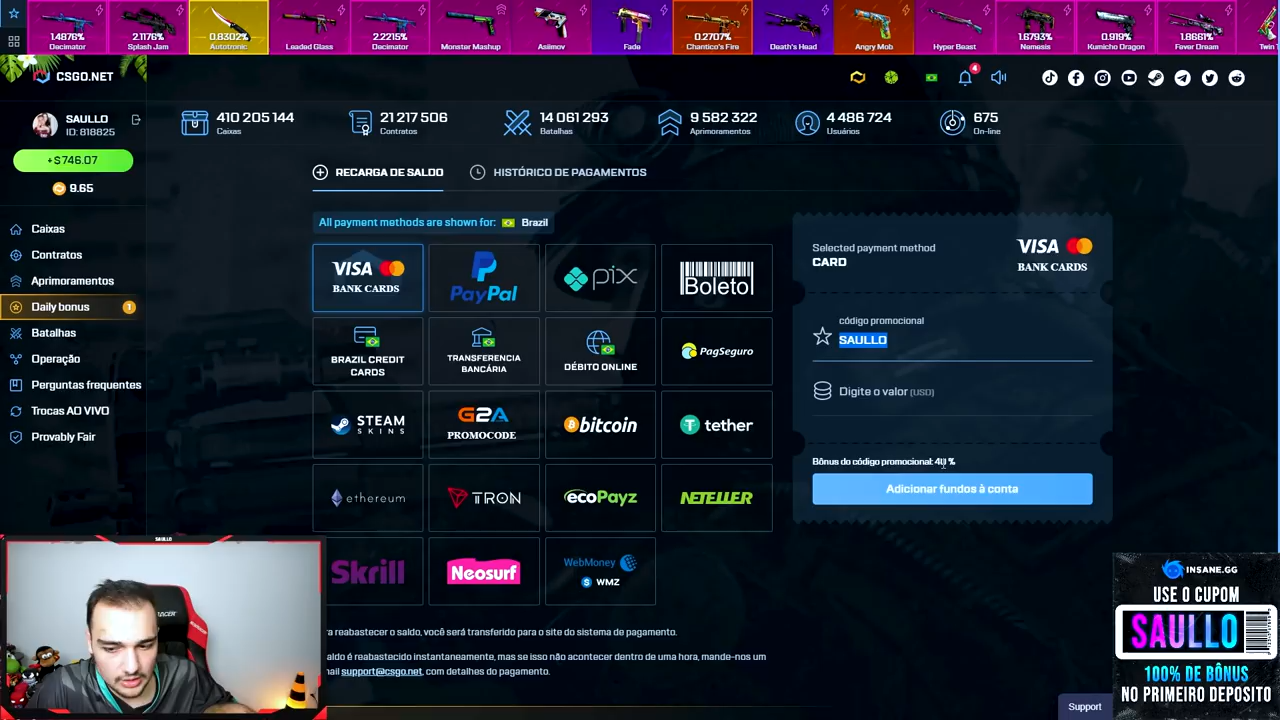 1.4876%
Decimator
2.1176%
Splash Jam
0.8302%
Autotronic
Leaded Glass
2.2215%
Decimator
Monster Mashup
Asiimov
Fade
0.2707%
Chantico's Fire
Death's Head
Angry Mob
Hyper Beast
1.6793%
Nemesis
0.919%
Kumicho Dragon
1.8661%
Fever Dream
Twin T
CSGO.NET
4
SAULLO
ID: 818825
+$746.07
9.65
410 205 144
Caixas
21 217 506
Contratos
14 061 293
Batalhas
9 582 322
Aprimoramentos
4 486 724
Usuários
675
On-line
Caixas
Contratos
Aprimoramentos
Daily bonus 1
Batalhas
Operação
Perguntas frequentes
Trocas AO VIVO
Provably Fair
RECARGA DE SALDO
HISTÓRICO DE PAGAMENTOS
All payment methods are shown for: Brazil
VISA
BANK CARDS
PayPal
pix
Boleto
BRAZIL CREDIT
CARDS
TRANSFERENCIA
BANCÁRIA
DÉBITO ONLINE
PagSeguro
STEAM
SKINS
G2A
PROMOCODE
bitcoin
tether
ethereum
TRON
ecoPayz
NETELLER
Skrill
Neosurf
WebMoney
WMZ
ra reabastecer o saldo, você será transferido para o site do sistema de pagamento.
aldo é reabastecido instantaneamente, mas se isso não acontecer dentro de uma hora, mande-nos um
ail support@csgo.net, com detalhes do pagamento.
Selected payment method
CARD
VISA
BANK CARDS
código promocional
SAULLO
Digite o valor (USD)
Bônus do código promocional: 40 %
Adicionar fundos à conta
SAULLO
INSANE.GG
USE O CUPOM
SAULLO
100% DE BÔNUS
NO PRIMEIRO DEPOSITO
Support